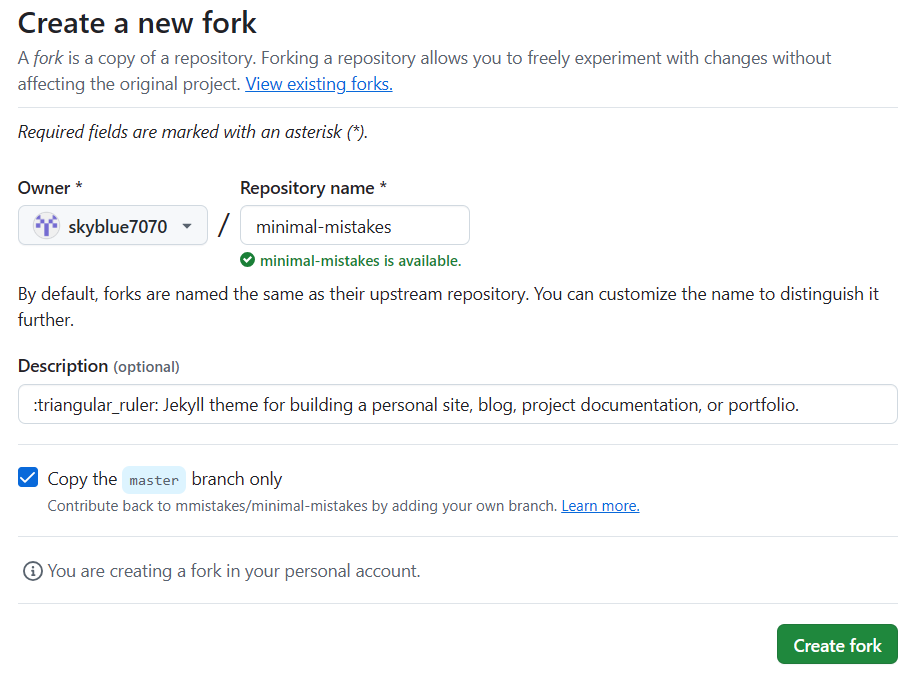 Create a new fork
A fork is a copy of a repository. Forking a repository allows you to freely experiment with changes without
affecting the original project. View existing forks.
Required fields are marked with an asterisk (*).
Owner * Repository name *
skyblue7070 / minimal-mistakes
minimal-mistakes is available.
By default, forks are named the same as their upstream repository. You can customize the name to distinguish it
further.
Description (optional)
:triangular_ruler: Jekyll theme for building a personal site, blog, project documentation, or portfolio.
Copy the master branch only
Contribute back to mmistakes/minimal-mistakes by adding your own branch. Learn more.
You are creating a fork in your personal account.
Create fork